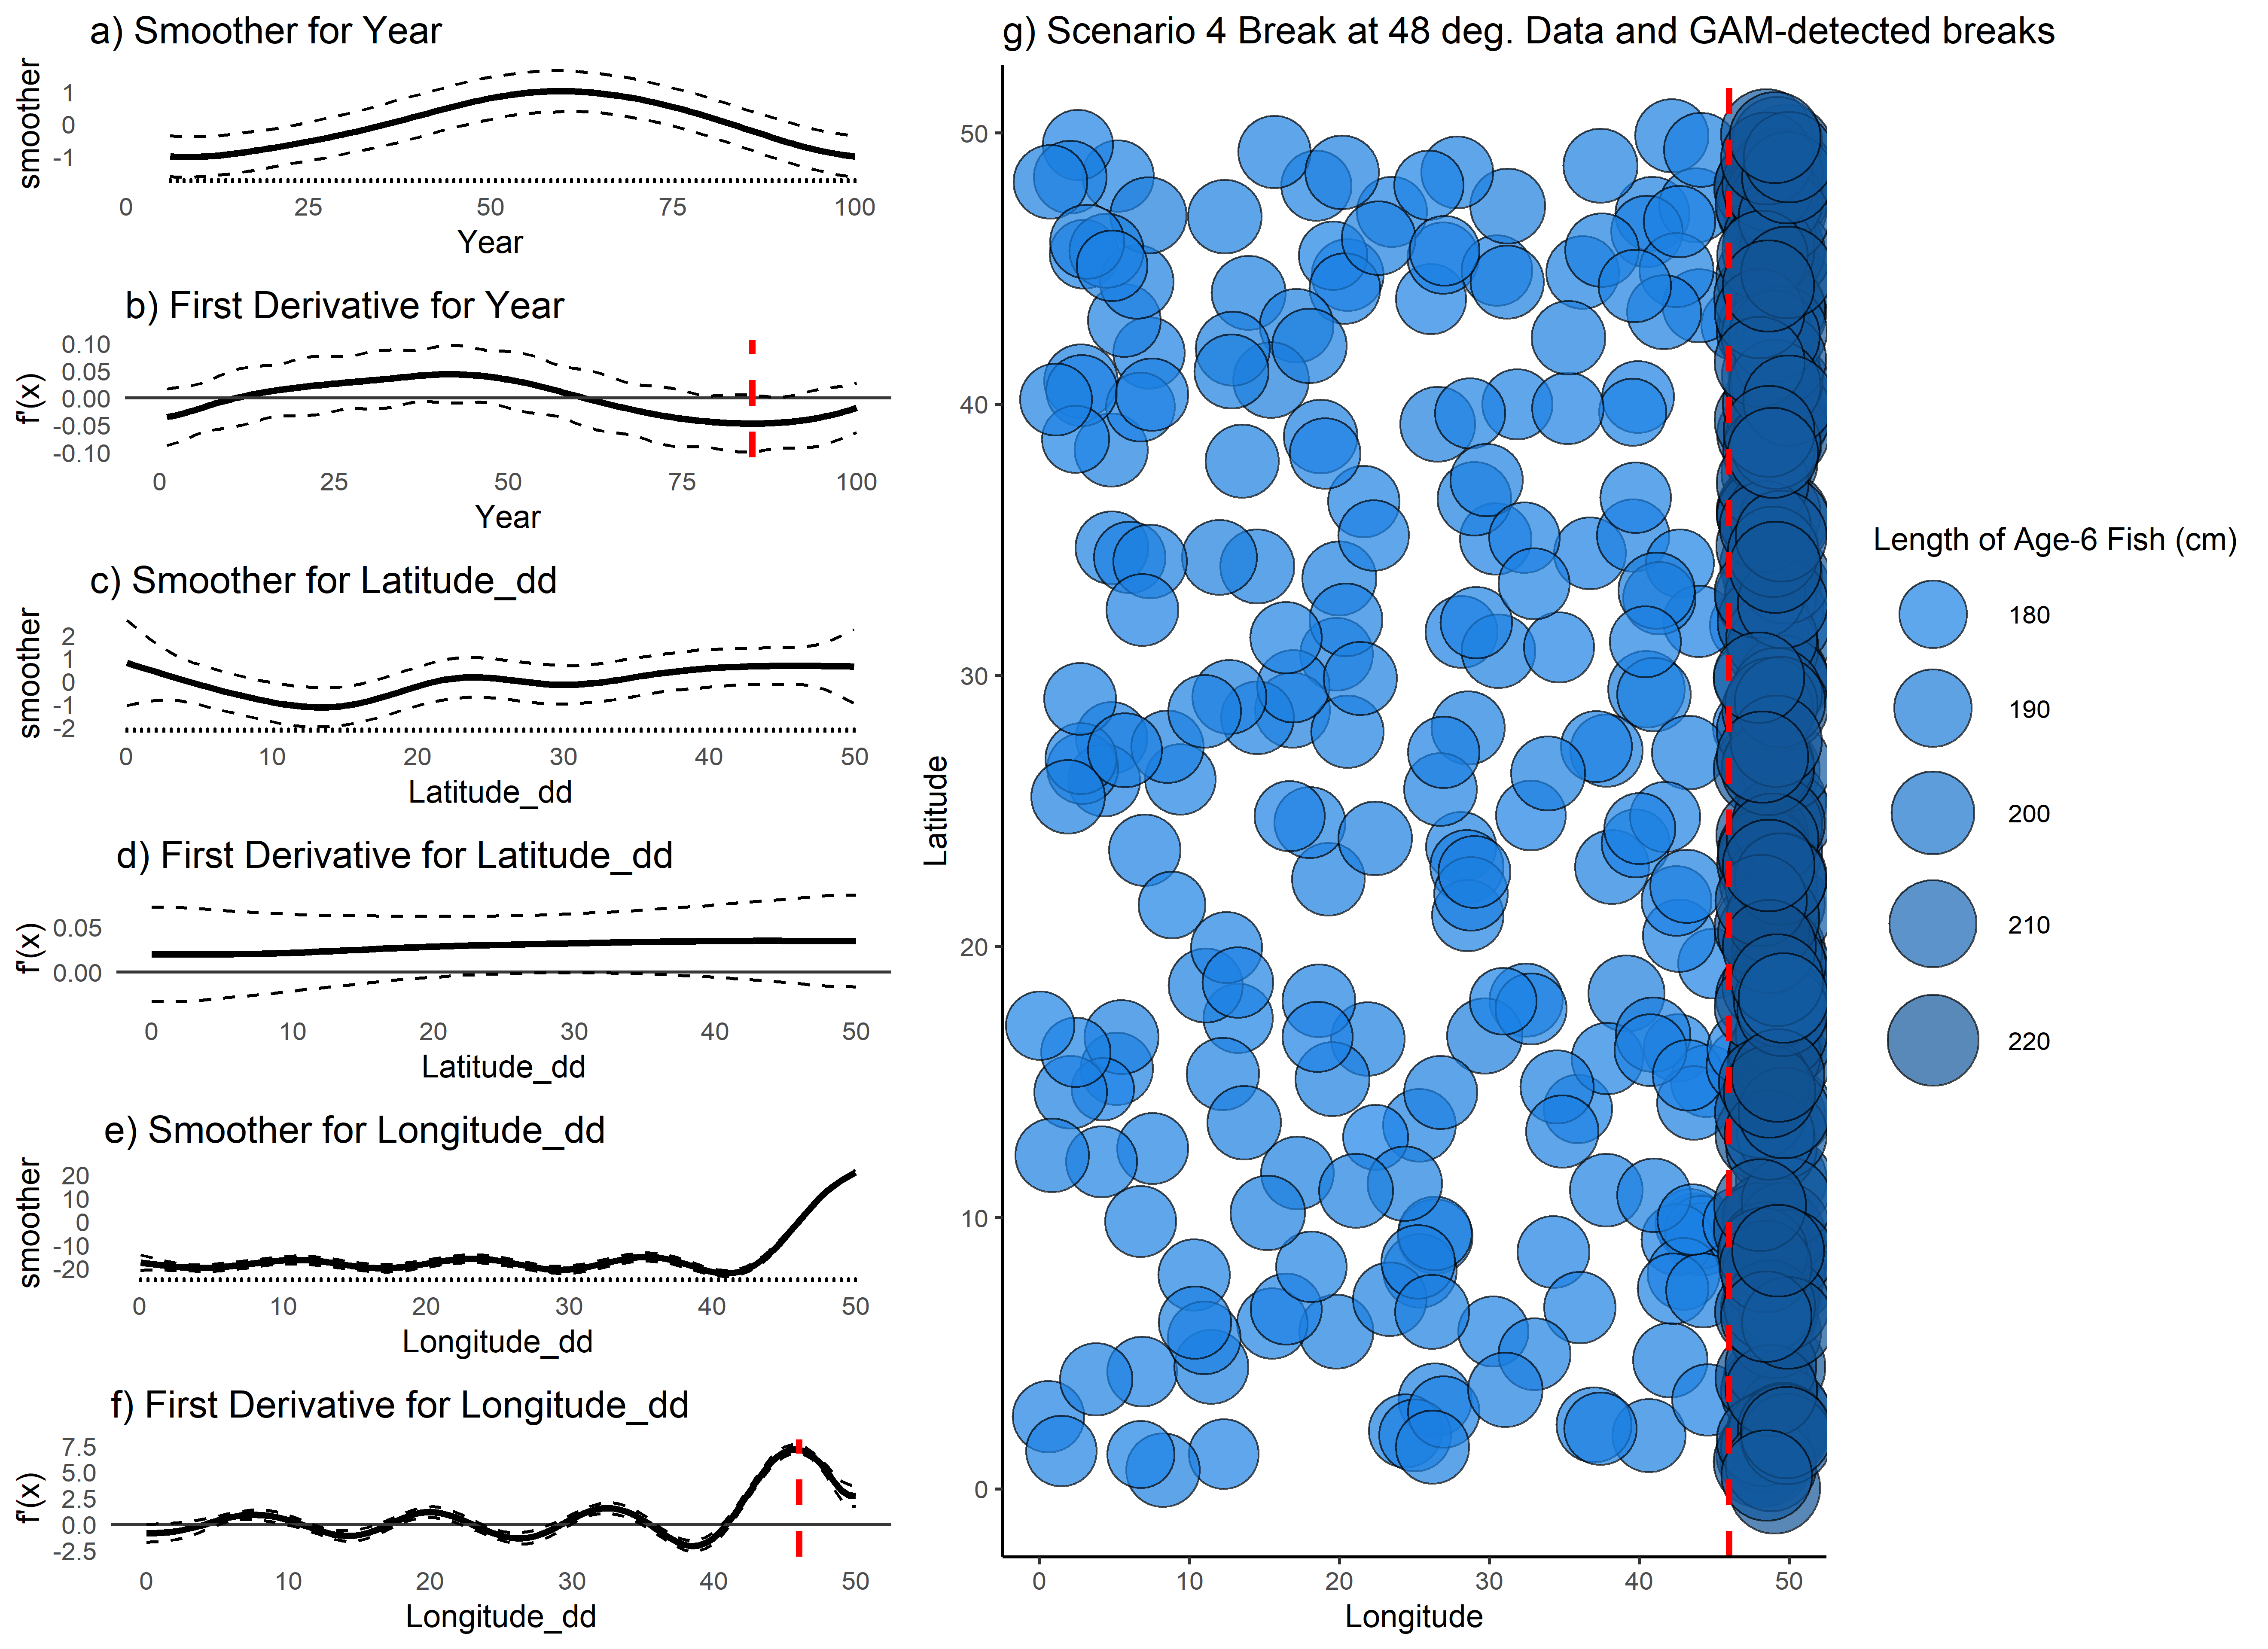 a) Smoother for Year
smoother
1
0
-1
0 25 50 75 100
Year
b) First Derivative for Year
f'(x)
0.10
0.05
0.00
-0.05
-0.10
0 25 50 75 100
Year
c) Smoother for Latitude_dd
smoother
2
1
0
-1
-2
0 10 20 30 40 50
Latitude_dd
d) First Derivative for Latitude_dd
f'(x)
0.05
0.00
0 10 20 30 40 50
Latitude_dd
e) Smoother for Longitude_dd
smoother
20
10
0
-10
-20
0 10 20 30 40 50
Longitude_dd
f) First Derivative for Longitude_dd
f'(x)
7.5
5.0
2.5
0.0
-2.5
0 10 20 30 40 50
Longitude_dd
g) Scenario 4 Break at 48 deg. Data and GAM-detected breaks
Latitude
50
40
30
20
10
0
0 10 20 30 40 50
Longitude
Length of Age-6 Fish (cm)
180
190
200
210
220